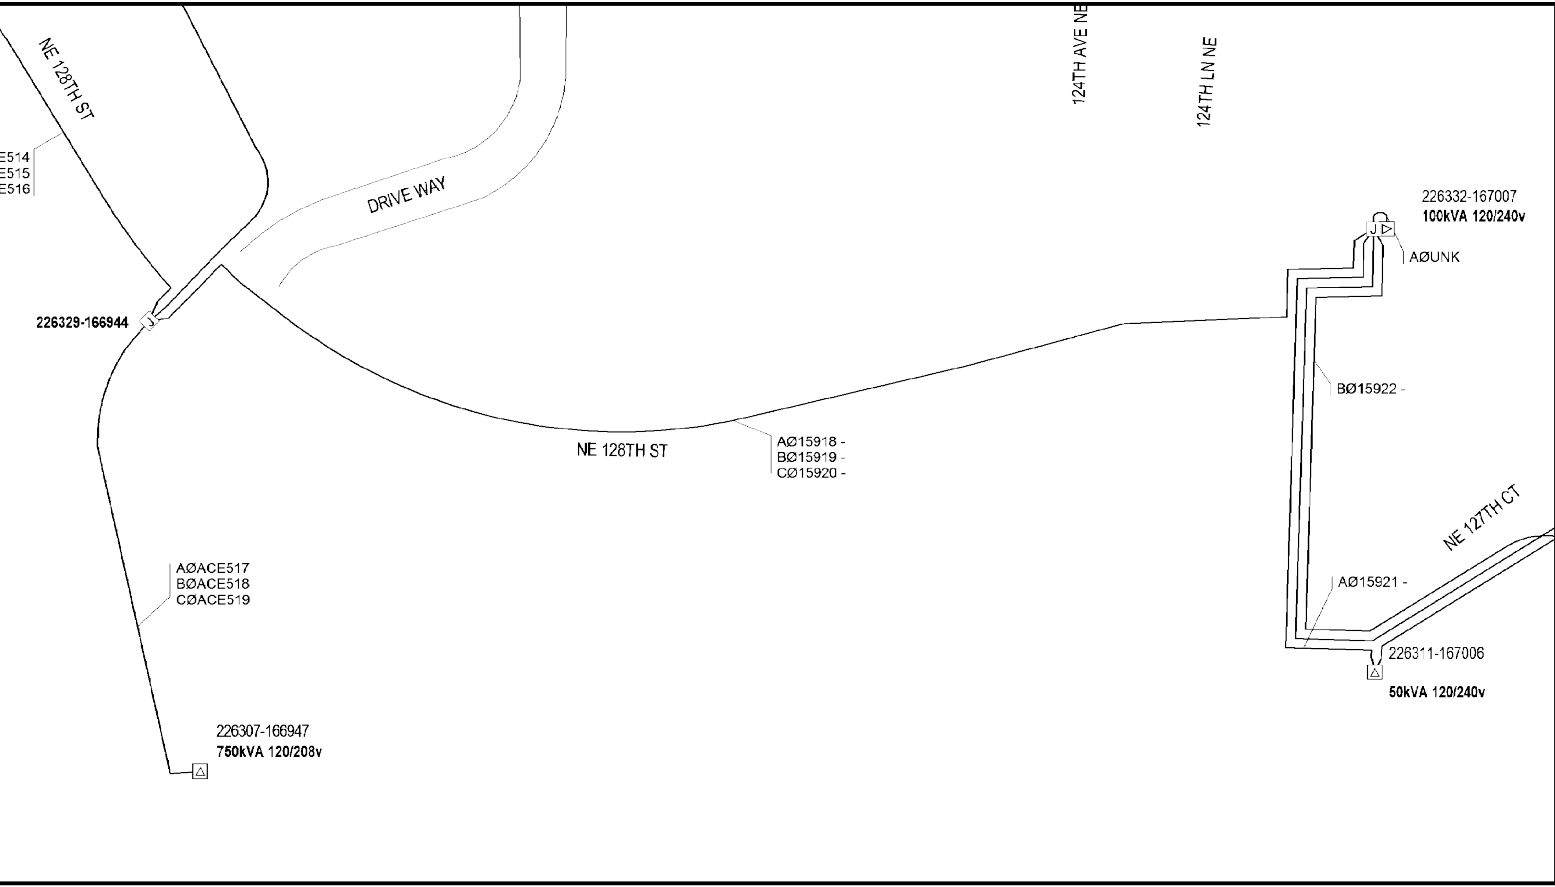 NE 128TH ST
124TH AVE NE
124TH LN NE
E514
E515
E516
DRIVE WAY
226332-167007
100kVA 120/240v
J
AØUNK
226329-166944
J
BØ15922 -
NE 128TH ST
AØ15918 -
BØ15919 -
CØ15920 -
NE 127TH CT
AØACE517
BØACE518
CØACE519
AØ15921 -
226311-167006
50kVA 120/240v
226307-166947
750kVA 120/208v